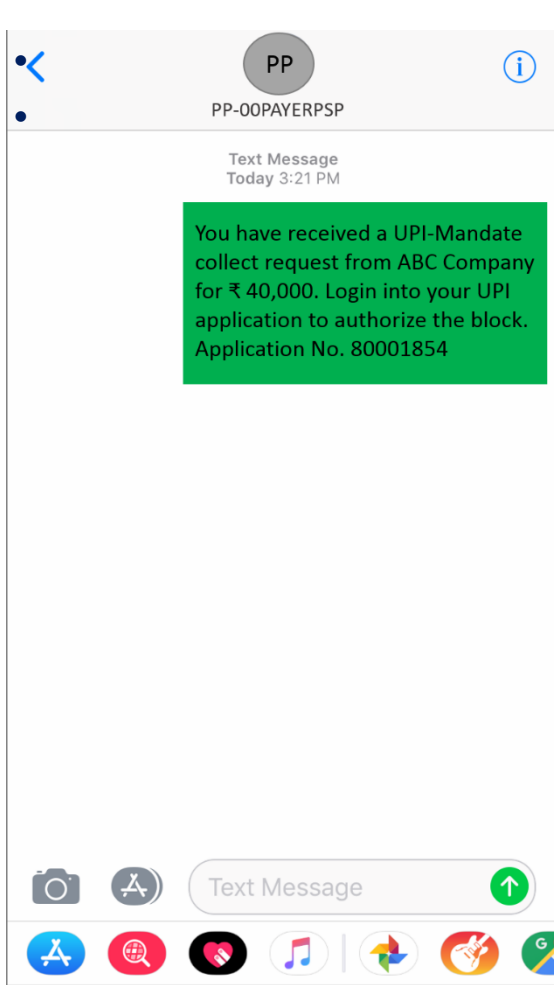 PP
PP-00PAYERPSP
Text Message
Today 3:21 PM
You have received a UPI-Mandate
collect request from ABC Company
for ₹ 40,000. Login into your UPI
application to authorize the block.
Application No. 80001854
Text Message
G